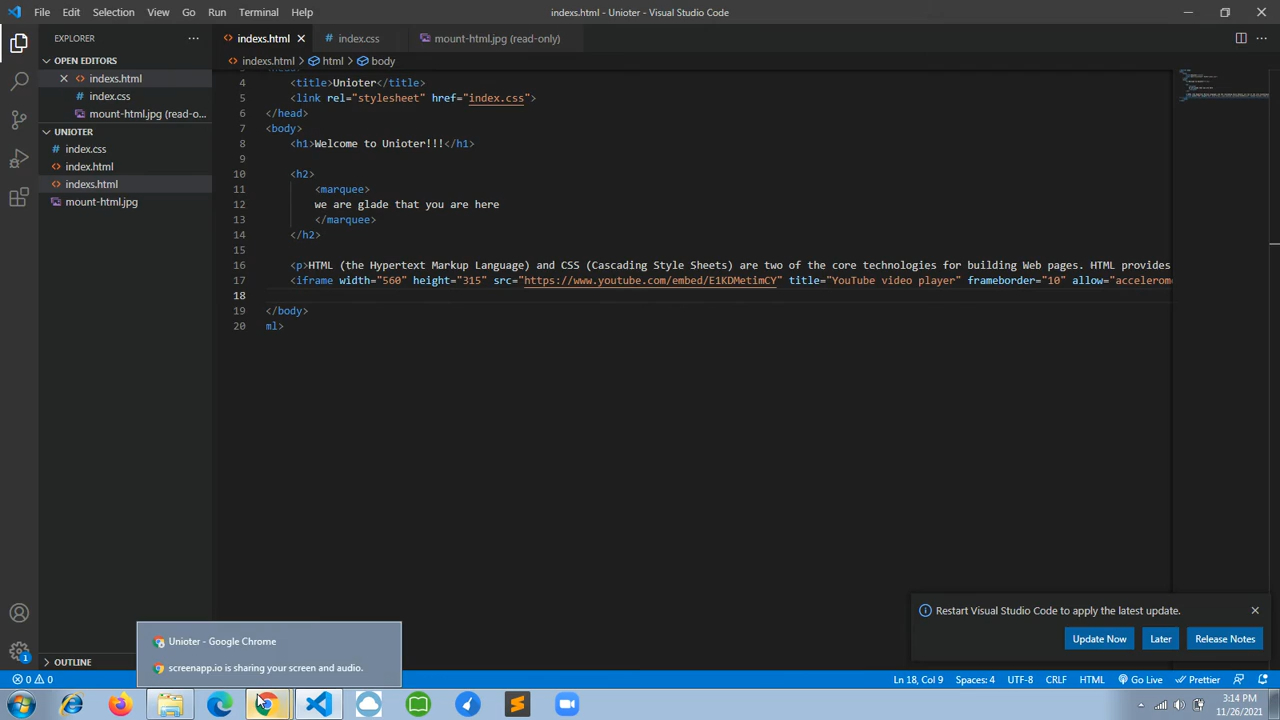 File Edit Selection View Go Run Terminal Help indexs.html - Unioter - Visual Studio Code
EXPLORER
OPEN EDITORS
indexs.html
index.css
mount-html.jpg (read-o...
UNIOTER
index.css
index.html
indexs.html
mount-html.jpg
OUTLINE
indexs.html index.css mount-html.jpg (read-only)
indexs.html > html > body
4 <title>Unioter</title>
5 <link rel="stylesheet" href="index.css">
6 </head>
7 <body>
8 <h1>Welcome to Unioter!!!</h1>
9
10 <h2>
11 <marquee>
12 we are glade that you are here
13 </marquee>
14 </h2>
15
16 <p>HTML (the Hypertext Markup Language) and CSS (Cascading Style Sheets) are two of the core technologies for building Web pages. HTML provides
17 <iframe width="560" height="315" src="https://www.youtube.com/embed/E1KDMetimCY" title="YouTube video player" frameborder="10" allow="accelerom
18
19 </body>
20 ml>
Restart Visual Studio Code to apply the latest update.
Update Now Later Release Notes
Unioter - Google Chrome
screenapp.io is sharing your screen and audio.
1
0 0 Ln 18, Col 9 Spaces: 4 UTF-8 CRLF HTML Go Live Prettier
3:14 PM
11/26/2021